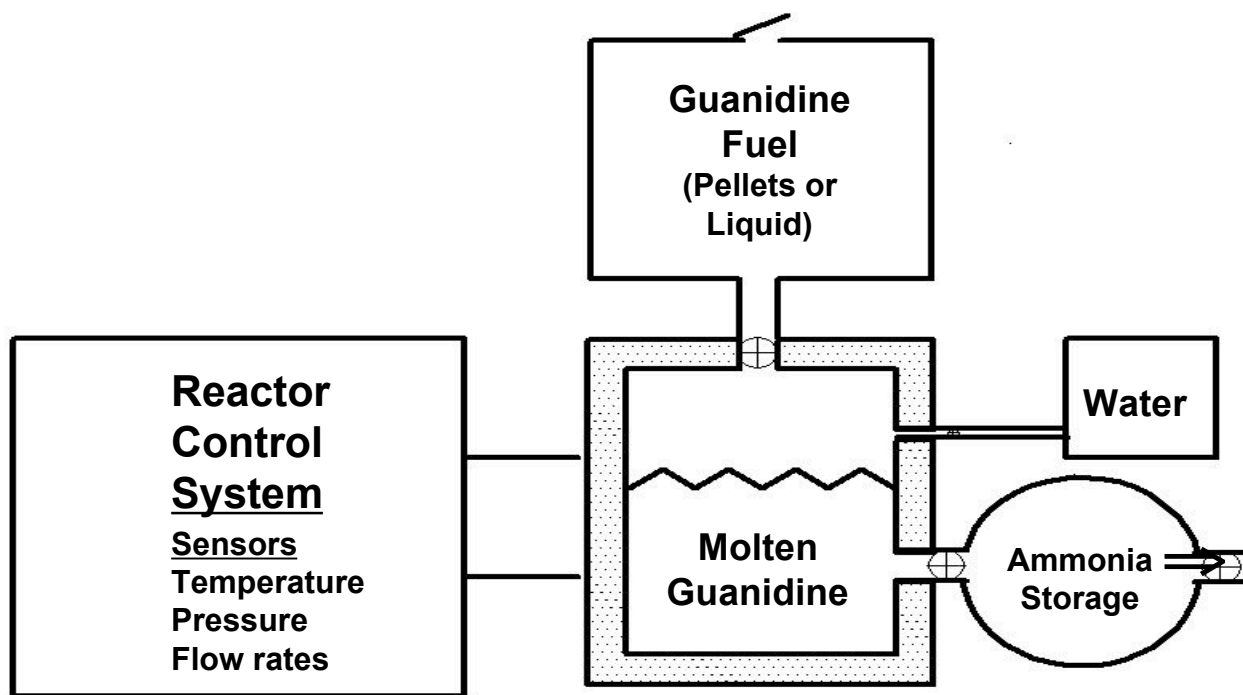 Guanidine
Fuel
(Pellets or
Liquid)
Reactor
Control
System
Sensors
Temperature
Pressure
Flow rates
Water
Molten
Guanidine
Ammonia
Storage